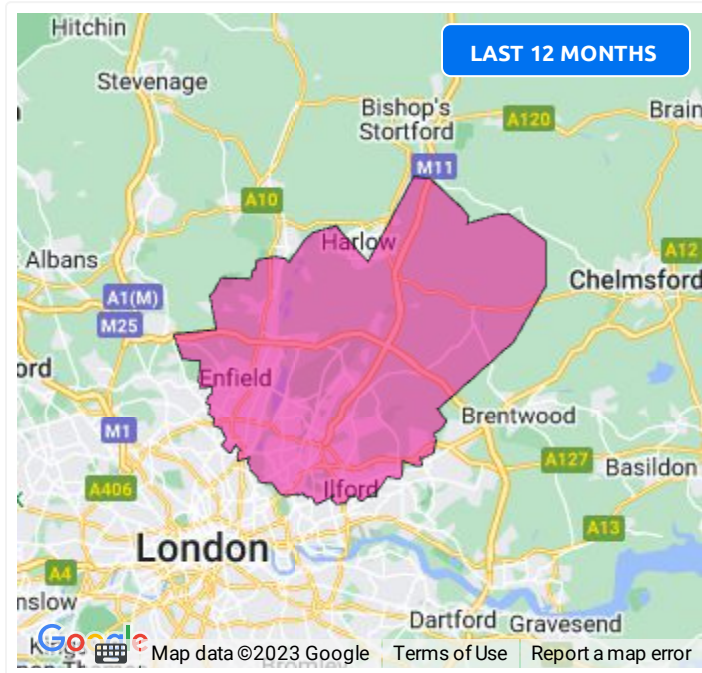 Hitchin
LAST 12 MONTHS
Stevenage
Bishop's
Stortford
A120
Brain
M11
A10
Harlow
A12
Albans
Chelmsford
A1(M)
M25
ord
Enfield
M1
Brentwood
A127
Basildon
A406
Ilford
A13
London
A4
nslow
Dartford
Gravesend
Google
Map data ©2023 Google
Terms of Use
Report a map error
Bromley